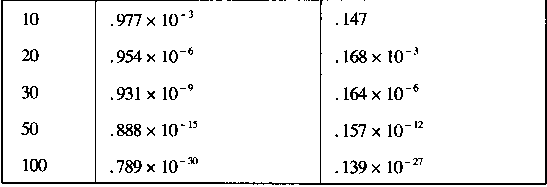 10 .977 × 10⁻³ .147
20 .954 × 10⁻⁶ .168 × 10⁻³
30 .931 × 10⁻⁹ .164 × 10⁻⁶
50 .888 × 10⁻¹⁵ .157 × 10⁻¹²
100 .789 × 10⁻³⁰ .139 × 10⁻²⁷